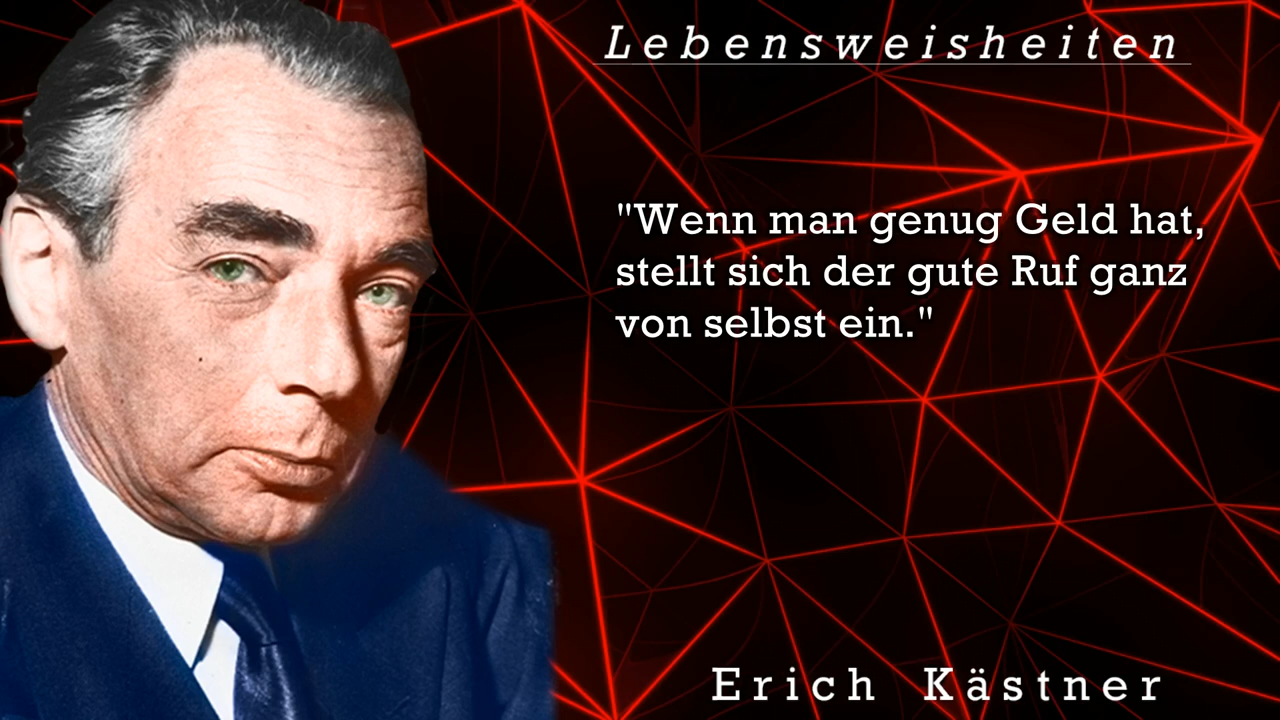 Lebensweisheiten
"Wenn man genug Geld hat,
stellt sich der gute Ruf ganz
von selbst ein."
Erich Kästner